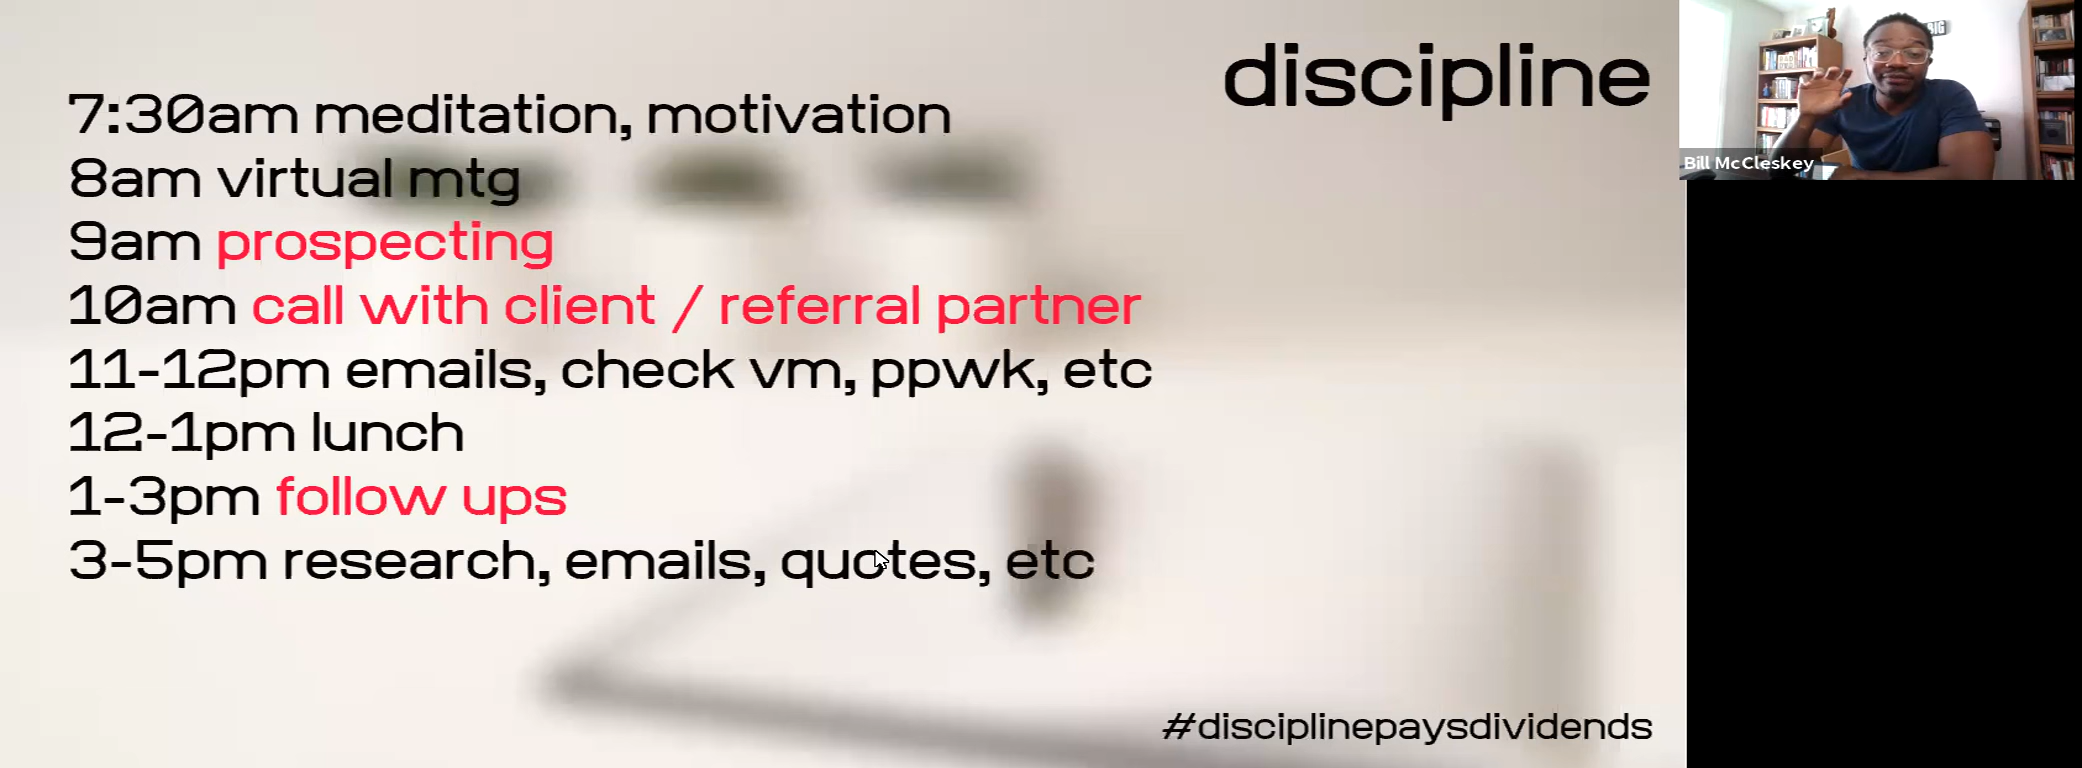 discipline
7:30am meditation, motivation
8am virtual mtg
9am prospecting
10am call with client / referral partner
11-12pm emails, check vm, ppwk, etc
12-1pm lunch
1-3pm follow ups
3-5pm research, emails, quotes, etc
#disciplinepaysdividends
BIG
Bill McCleskey